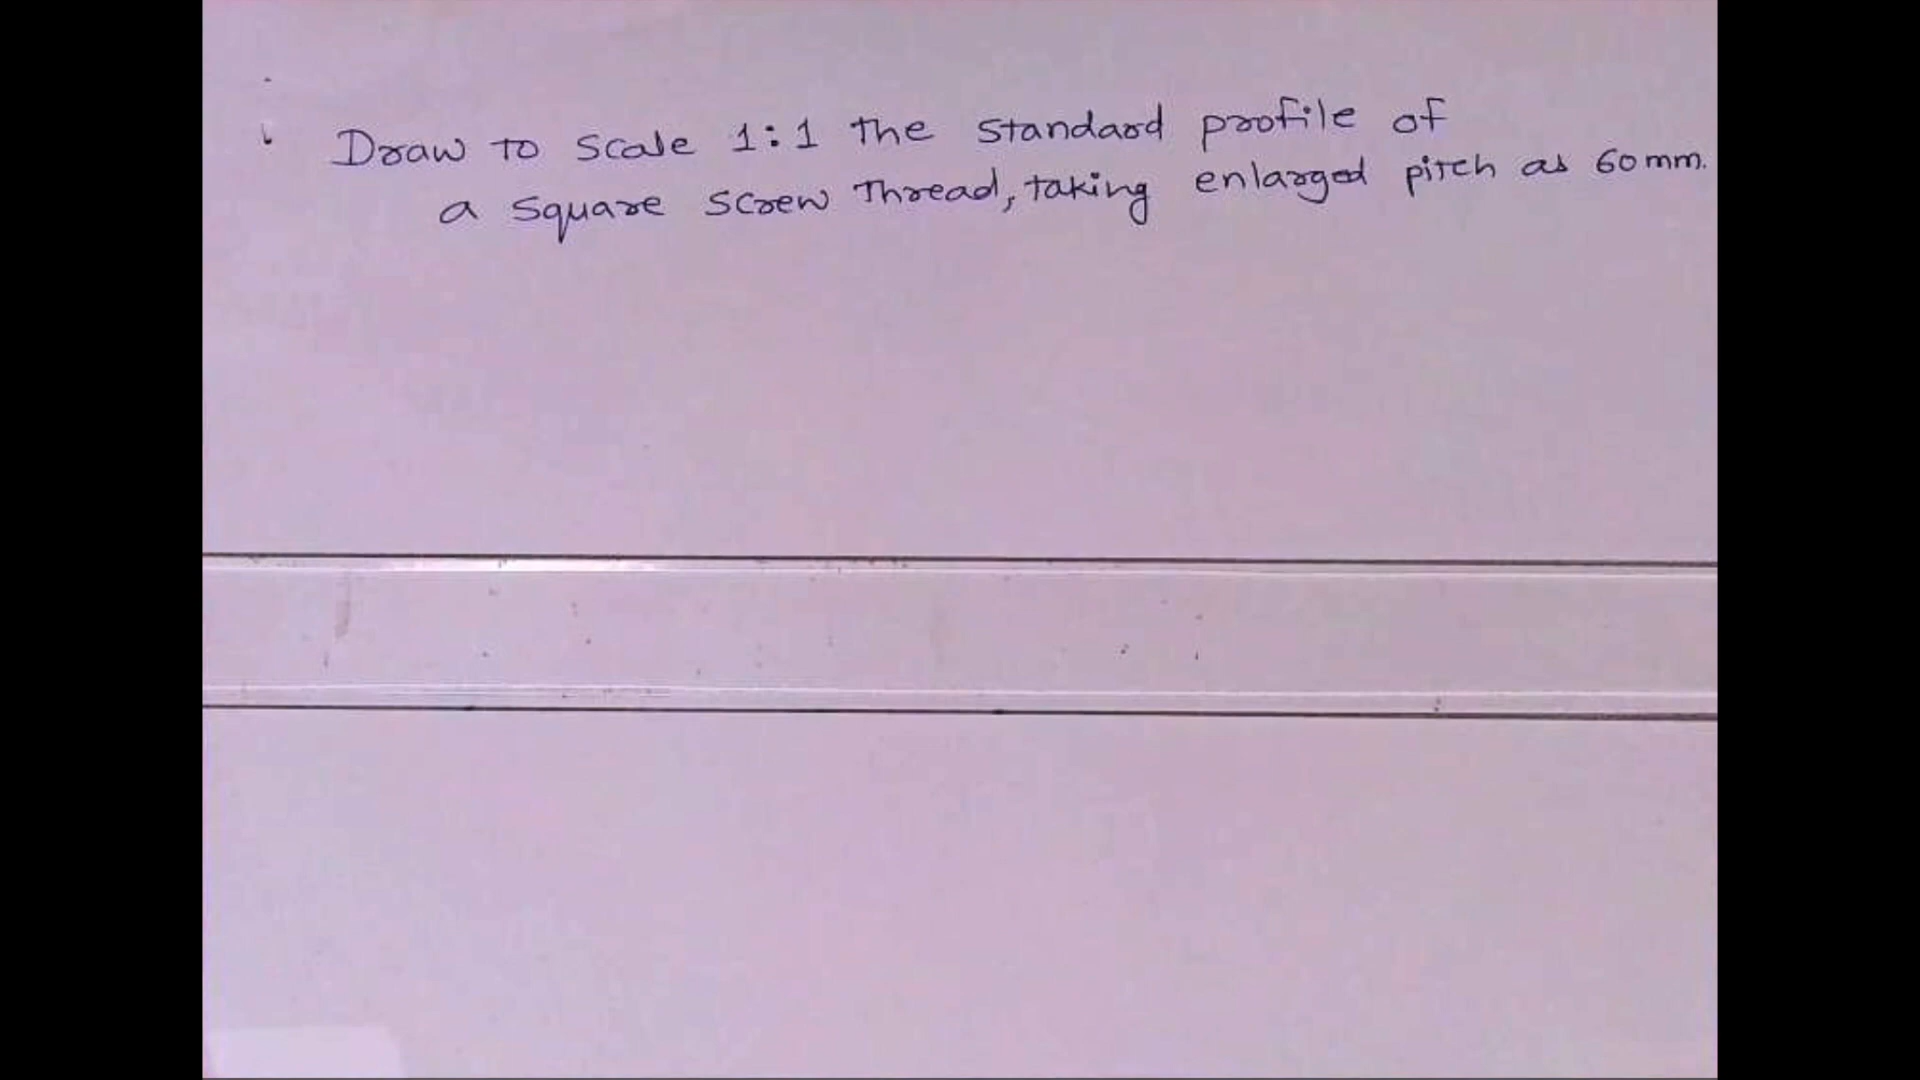 Draw to scale 1:1 the standard profile of
a square screw Thread, taking enlarged pitch as 60mm.